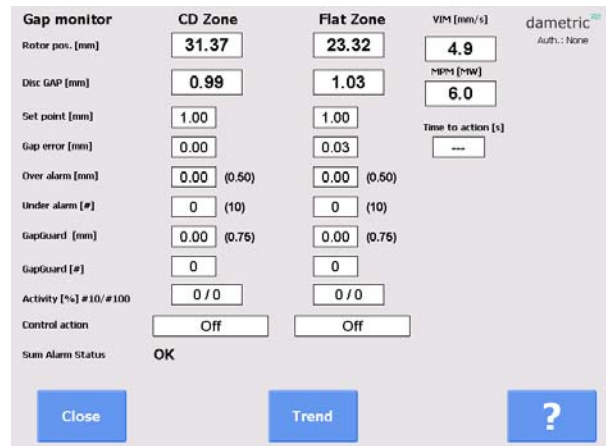 Gap monitor CD Zone Flat Zone VIM [mm/s] dametric
Auth.: None
Rotor pos. [mm] 31.37 23.32 4.9
MPM [MW]
Disc GAP [mm] 0.99 1.03 6.0
Set point [mm] 1.00 1.00
Time to action [s]
Gap error [mm] 0.00 0.03 ---
Over alarm [mm] 0.00 (0.50) 0.00 (0.50)
Under alarm [#] 0 (10) 0 (10)
GapGuard [mm] 0.00 (0.75) 0.00 (0.75)
GapGuard [#] 0 0
Activity [%] #10/#100 0 / 0 0 / 0
Control action Off Off
Sum Alarm Status OK
Close Trend ?